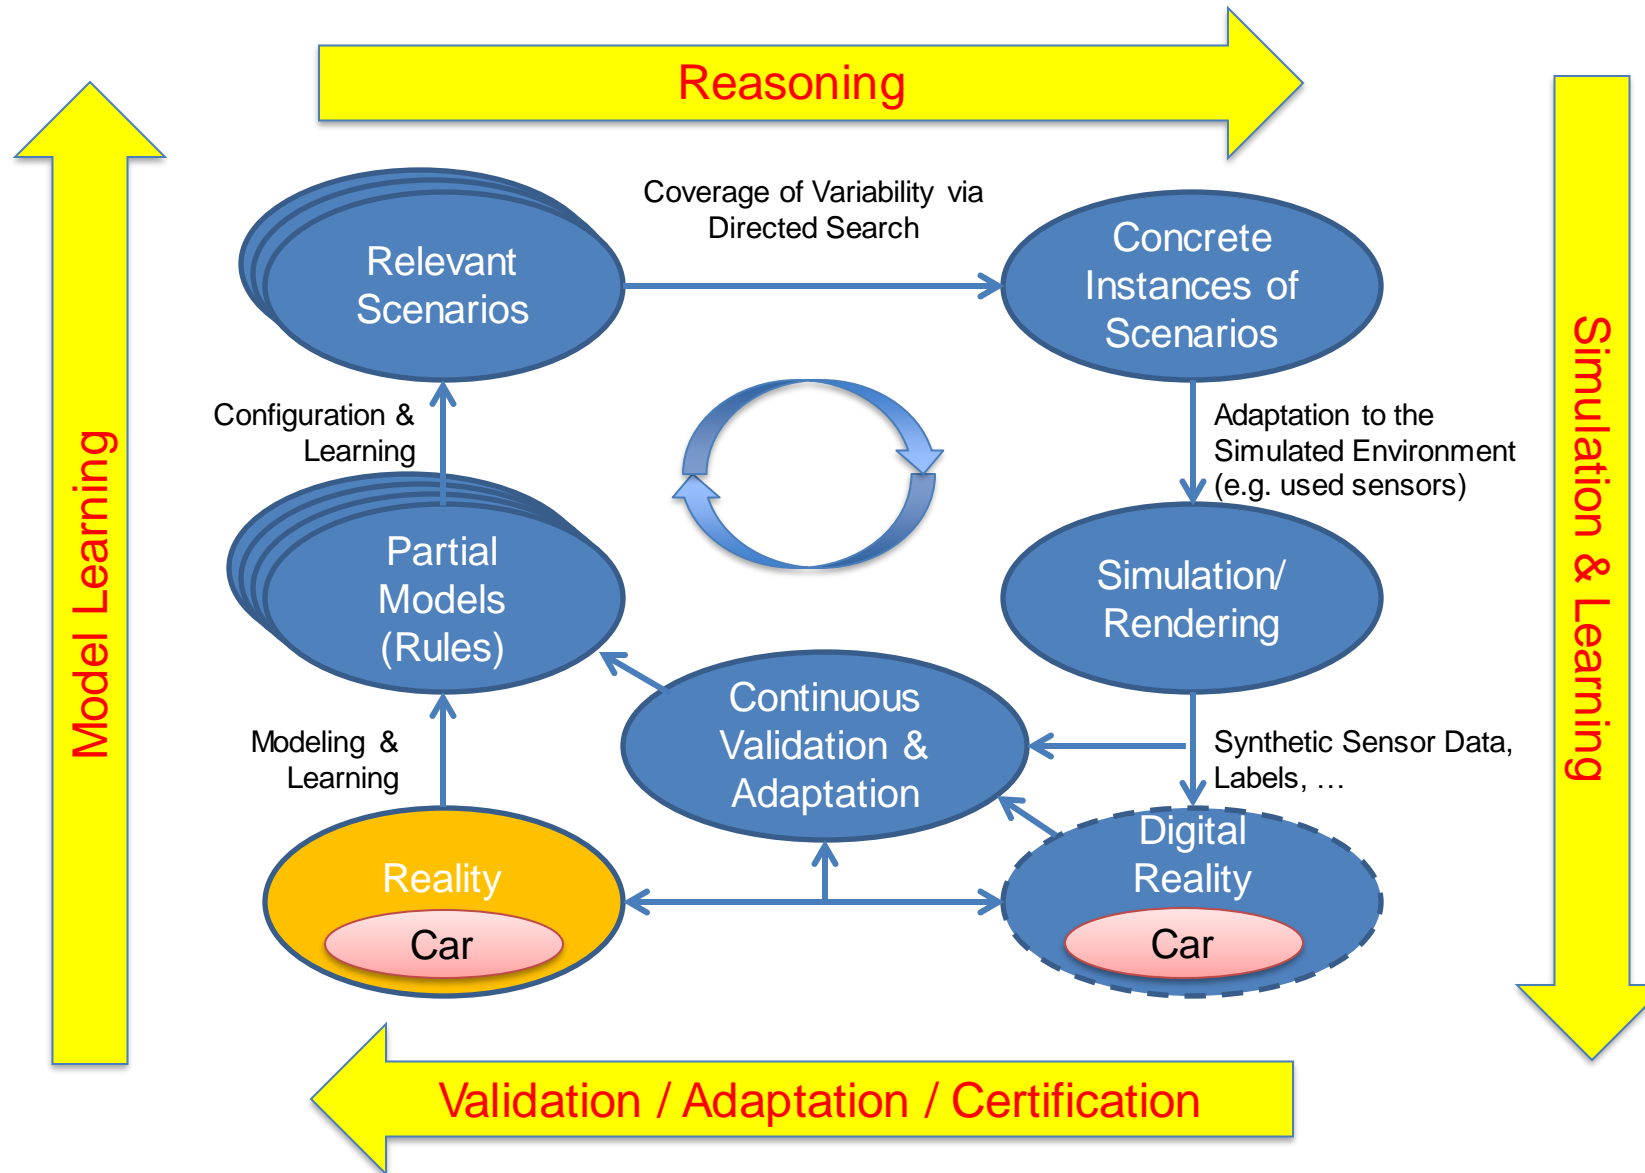 Reasoning
Coverage of Variability via
Directed Search
Relevant
Scenarios
Concrete
Instances of
Scenarios
Configuration &
Learning
Adaptation to the
Simulated Environment
(e.g. used sensors)
Model Learning
Simulation & Learning
Partial
Models
(Rules)
Simulation/
Rendering
Continuous
Validation &
Adaptation
Modeling &
Learning
Synthetic Sensor Data,
Labels, …
Reality
Car
Digital
Reality
Car
Validation / Adaptation / Certification